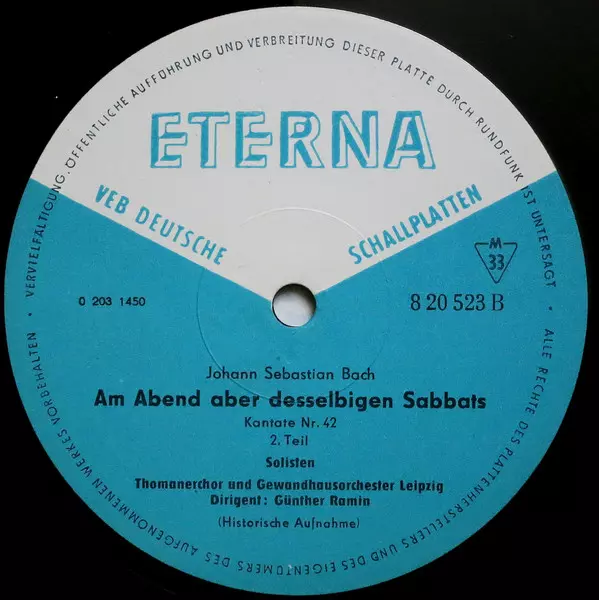 ETERNA
VEB DEUTSCHE SCHALLPLATTEN
M
33
0 203 1450
8 20 523 B
Johann Sebastian Bach
Am Abend aber desselbigen Sabbats
Kantate Nr. 42
2. Teil
Solisten
Thomanerchor und Gewandhausorchester Leipzig
Dirigent: Günther Ramin
(Historische Aufnahme)
ALLE RECHTE DES PLATTENHERSTELLERS UND DES EIGENTÜMERS DES AUFGENOMMENEN WERKES VORBEHALTEN · VERVIELFÄLTIGUNG, ÖFFENTLICHE AUFFÜHRUNG UND VERBREITUNG DIESER PLATTE DURCH RUNDFUNK IST UNTERSAGT ·